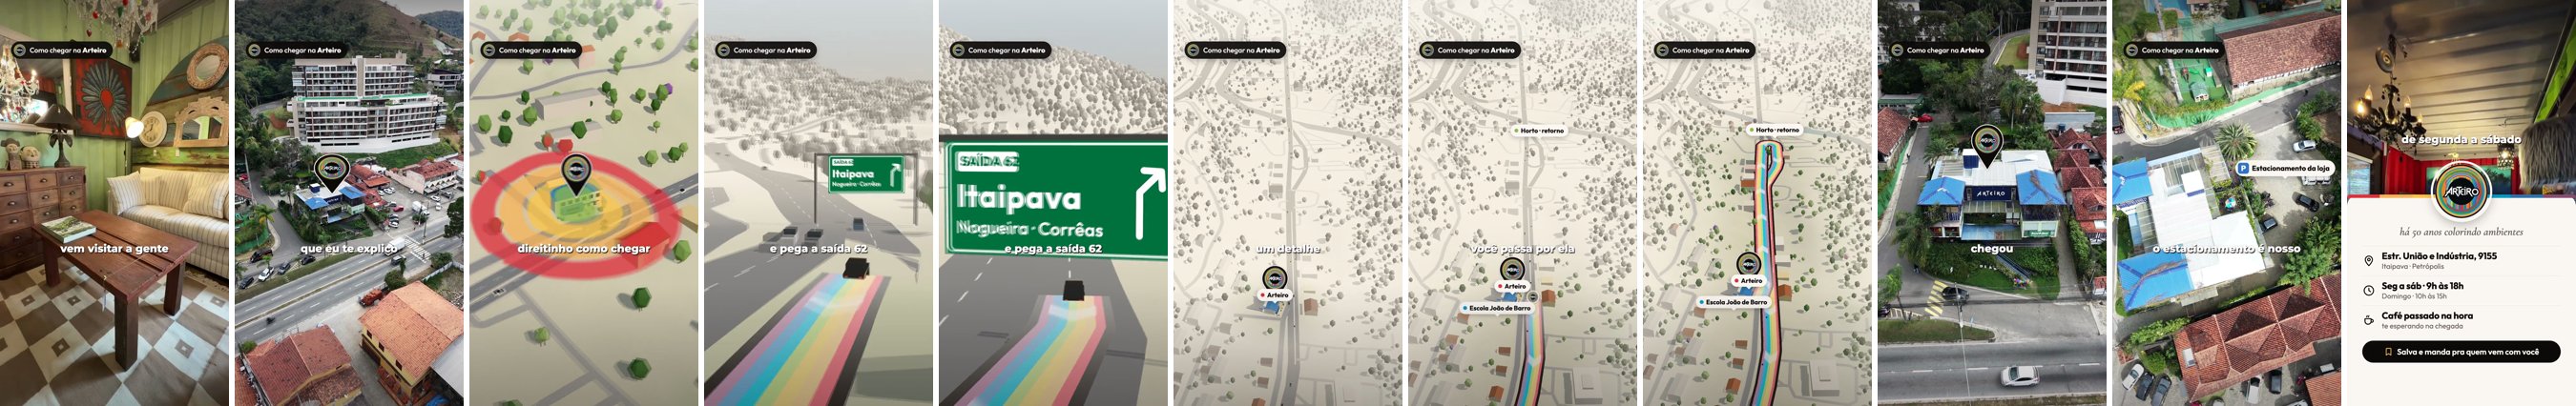 Como chegar na Arteiro
vem visitar a gente
Como chegar na Arteiro
ARTEIRO
que eu te explico
Como chegar na Arteiro
direitinho como chegar
Como chegar na Arteiro
SAÍDA 62
Itaipava
Nogueira · Corrêas
e pega a saída 62
Como chegar na Arteiro
SAÍDA 62
Itaipava
Nogueira · Corrêas
e pega a saída 62
Como chegar na Arteiro
um detalhe
Arteiro
Como chegar na Arteiro
Horto · retorno
você passa por ela
Arteiro
Escola João de Barro
Como chegar na Arteiro
Horto · retorno
Arteiro
Escola João de Barro
Como chegar na Arteiro
ARTEIRO
chegou
Como chegar na Arteiro
P Estacionamento da loja
o estacionamento é nosso
de segunda a sábado
ARTEIRO
há 50 anos colorindo ambientes
Estr. União e Indústria, 9155
Itaipava · Petrópolis
Seg a sáb · 9h às 18h
Domingo · 10h às 15h
Café passado na hora
te esperando na chegada
Salva e manda pra quem vem com você